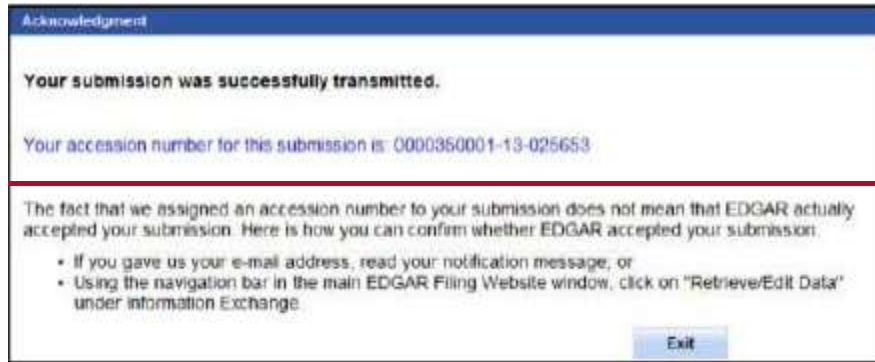 Acknowledgment
Your submission was successfully transmitted.
Your accession number for this submission is: 0000350001-13-025653
The fact that we assigned an accession number to your submission does not mean that EDGAR actually
accepted your submission. Here is how you can confirm whether EDGAR accepted your submission.
• If you gave us your e-mail address, read your notification message; or
• Using the navigation bar in the main EDGAR Filing Website window, click on "Retrieve/Edit Data"
under information Exchange
Exit